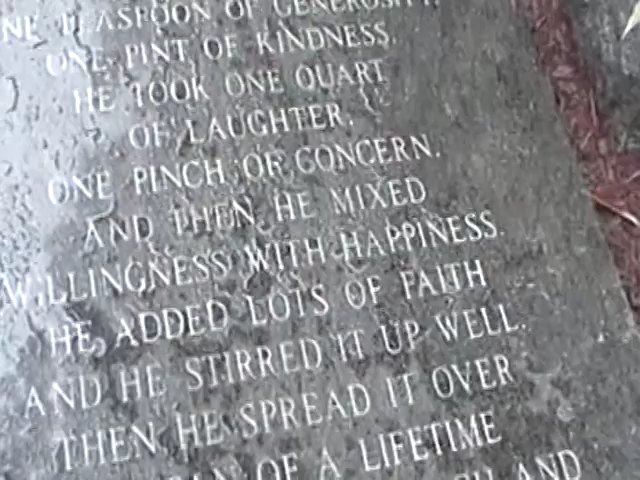 TEASPOON OF GENEROSITY,
ONE PINT OF KINDNESS.
HE TOOK ONE QUART
OF LAUGHTER,
ONE PINCH OF CONCERN.
AND THEN, HE MIXED
WILLINGNESS WITH HAPPINESS.
HE, ADDED LOTS OF FAITH
AND HE STIRRED IT UP WELL.
THEN HE SPREAD IT OVER
OF A LIFETIME
AND